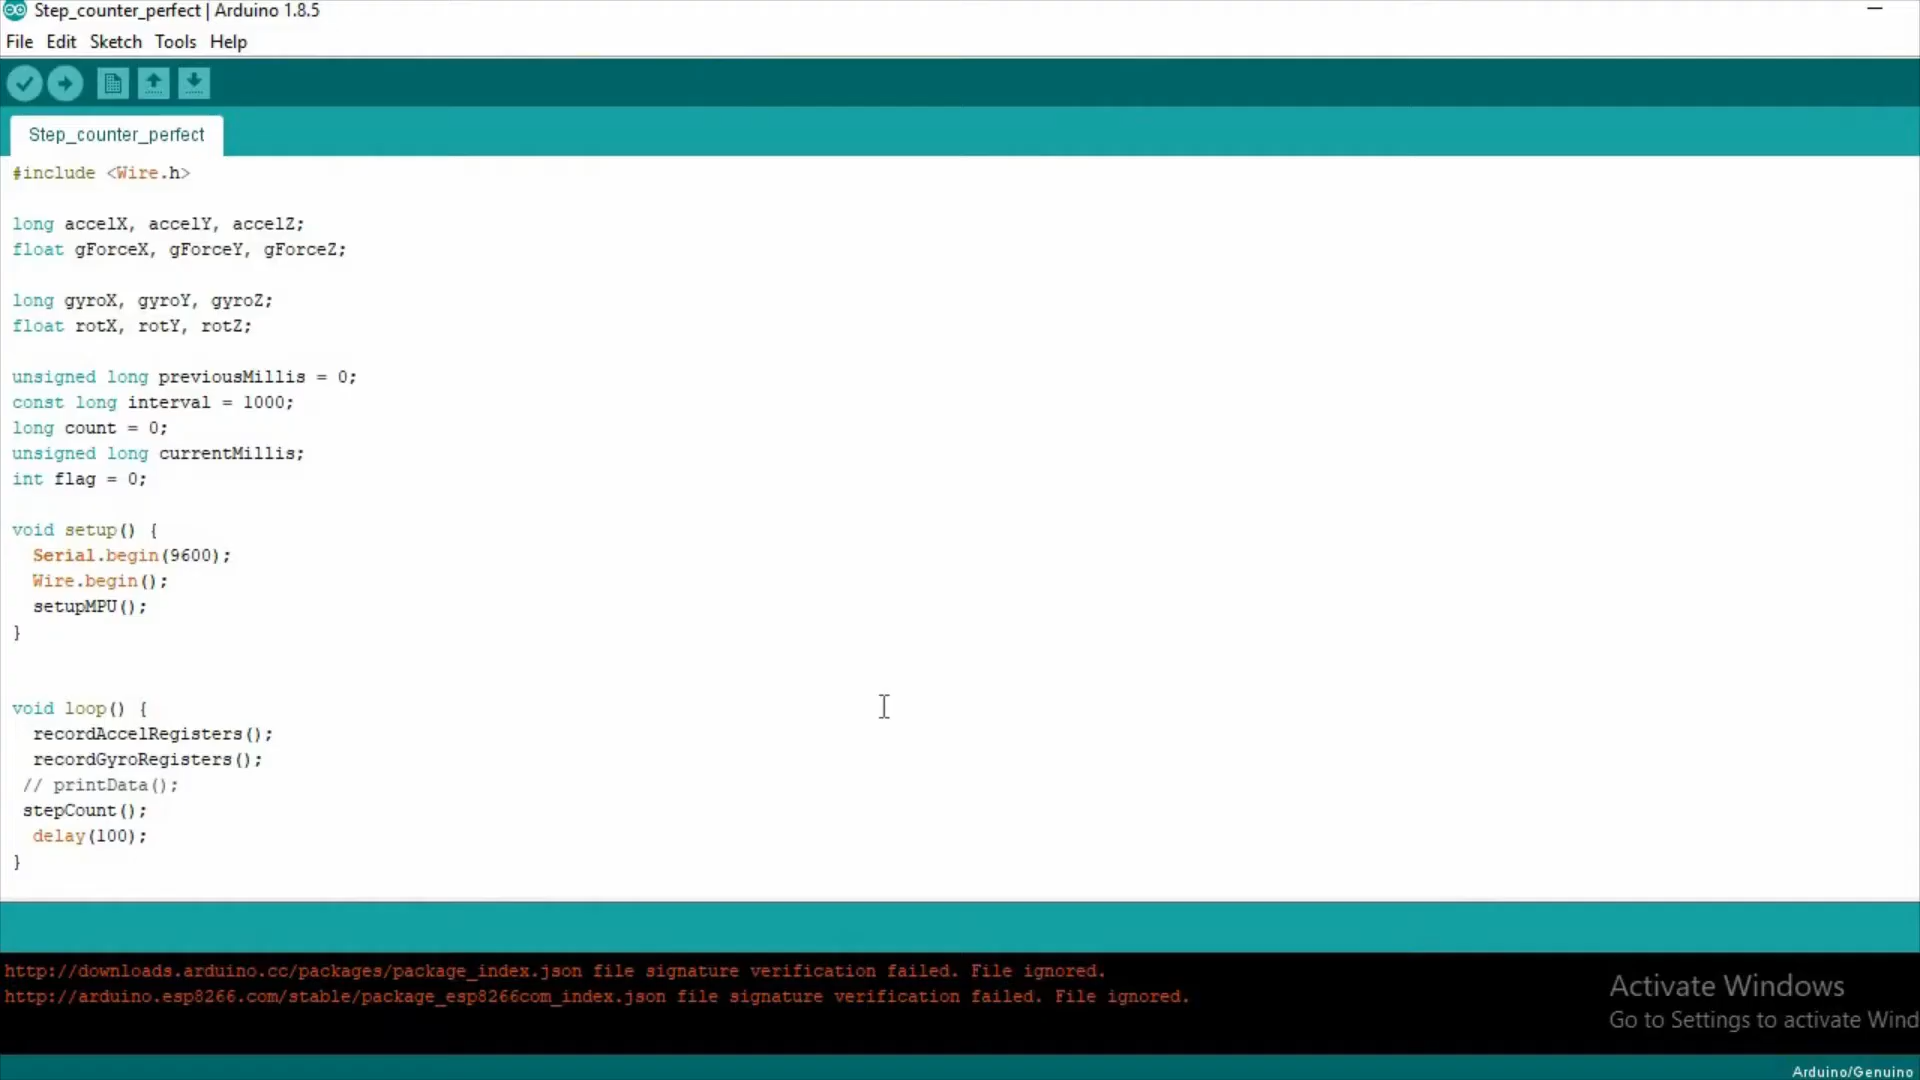 Step_counter_perfect | Arduino 1.8.5
File Edit Sketch Tools Help
Step_counter_perfect
#include <Wire.h>
long accelX, accelY, accelZ;
float gForceX, gForceY, gForceZ;
long gyroX, gyroY, gyroZ;
float rotX, rotY, rotZ;
unsigned long previousMillis = 0;
const long interval = 1000;
long count = 0;
unsigned long currentMillis;
int flag = 0;
void setup() {
Serial.begin(9600);
Wire.begin();
setupMPU();
}
void loop() {
recordAccelRegisters();
recordGyroRegisters();
// printData();
stepCount();
delay(100);
}
http://downloads.arduino.cc/packages/package_index.json file signature verification failed. File ignored.
http://arduino.esp8266.com/stable/package_esp8266com_index.json file signature verification failed. File ignored.
Activate Windows
Go to Settings to activate Wind
Arduino/Genuino